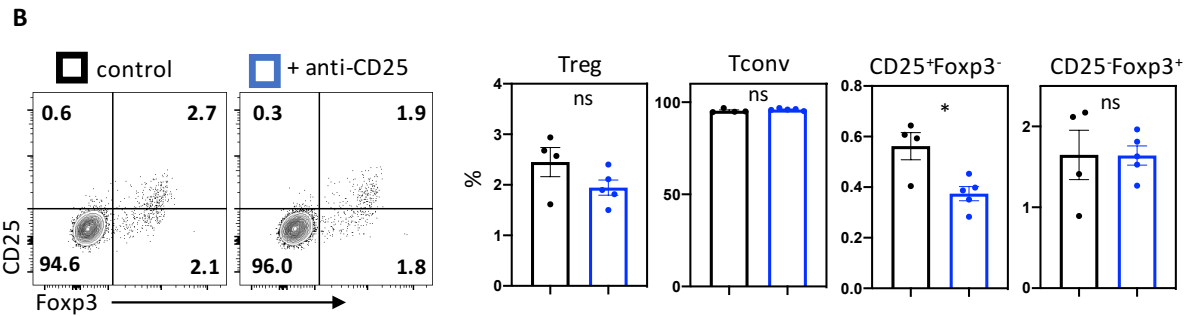 B
control
+ anti-CD25
0.6
2.7
94.6
2.1
0.3
1.9
96.0
1.8
CD25
Foxp3
Treg
ns
%
4
3
2
1
0
Tconv
ns
100
50
0
CD25⁺Foxp3⁻
*
0.8
0.6
0.4
0.2
0.0
CD25⁻Foxp3⁺
ns
2
1
0